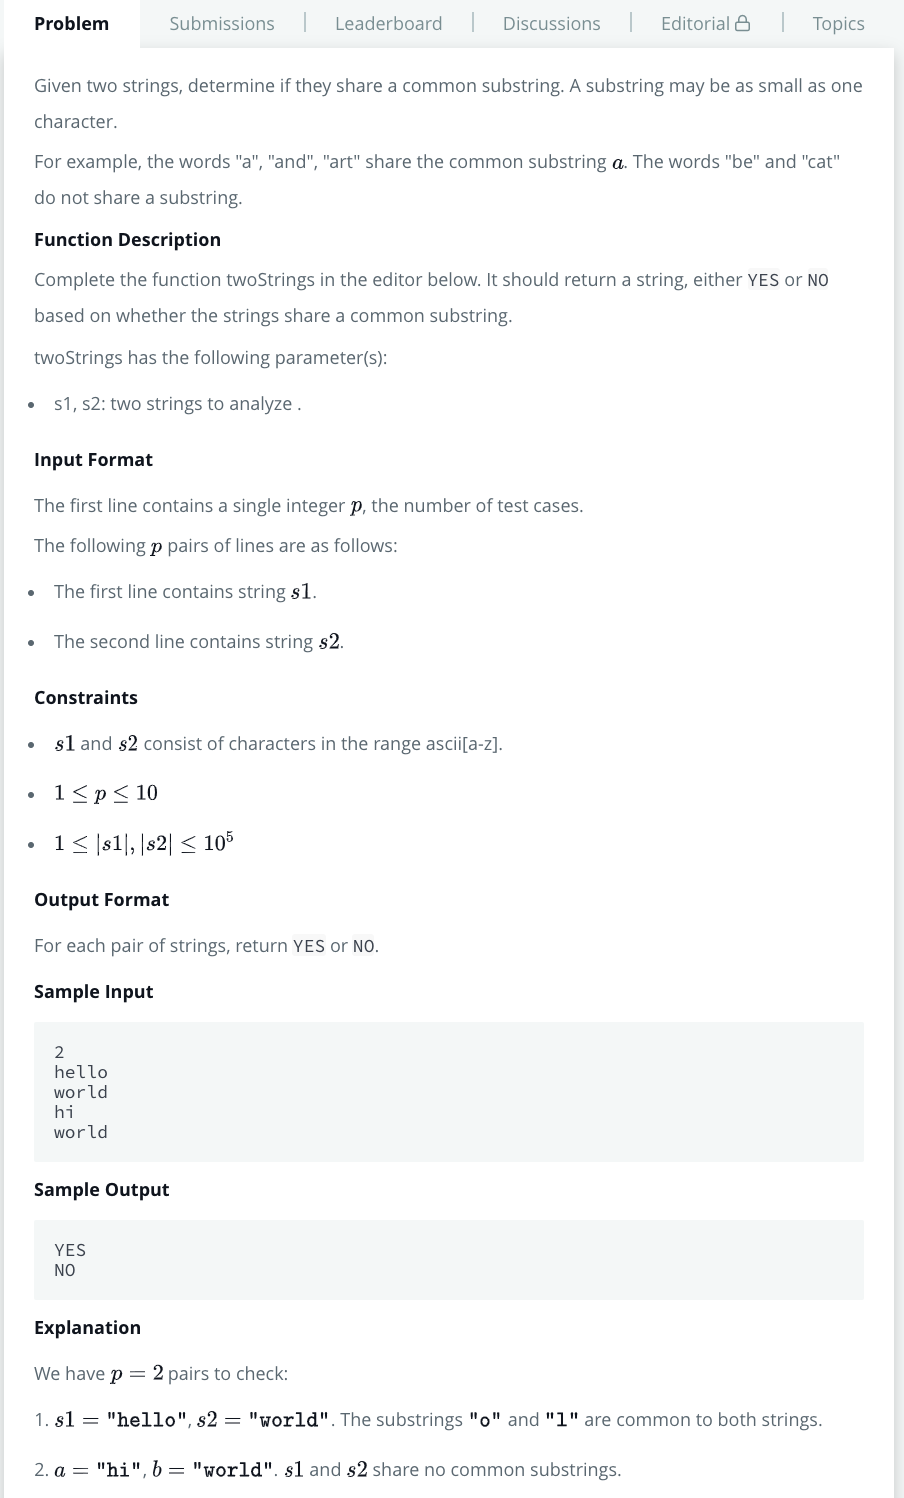 Problem | Submissions | Leaderboard | Discussions | Editorial | Topics
Given two strings, determine if they share a common substring. A substring may be as small as one
character.
For example, the words "a", "and", "art" share the common substring a. The words "be" and "cat"
do not share a substring.
Function Description
Complete the function twoStrings in the editor below. It should return a string, either YES or NO
based on whether the strings share a common substring.
twoStrings has the following parameter(s):
• s1, s2: two strings to analyze .
Input Format
The first line contains a single integer p, the number of test cases.
The following p pairs of lines are as follows:
• The first line contains string s1.
• The second line contains string s2.
Constraints
• s1 and s2 consist of characters in the range ascii[a-z].
• 1 ≤ p ≤ 10
• 1 ≤ |s1|, |s2| ≤ 10⁵
Output Format
For each pair of strings, return YES or NO.
Sample Input
2
hello
world
hi
world
Sample Output
YES
NO
Explanation
We have p = 2 pairs to check:
1. s1 = "hello", s2 = "world". The substrings "o" and "l" are common to both strings.
2. a = "hi", b = "world". s1 and s2 share no common substrings.